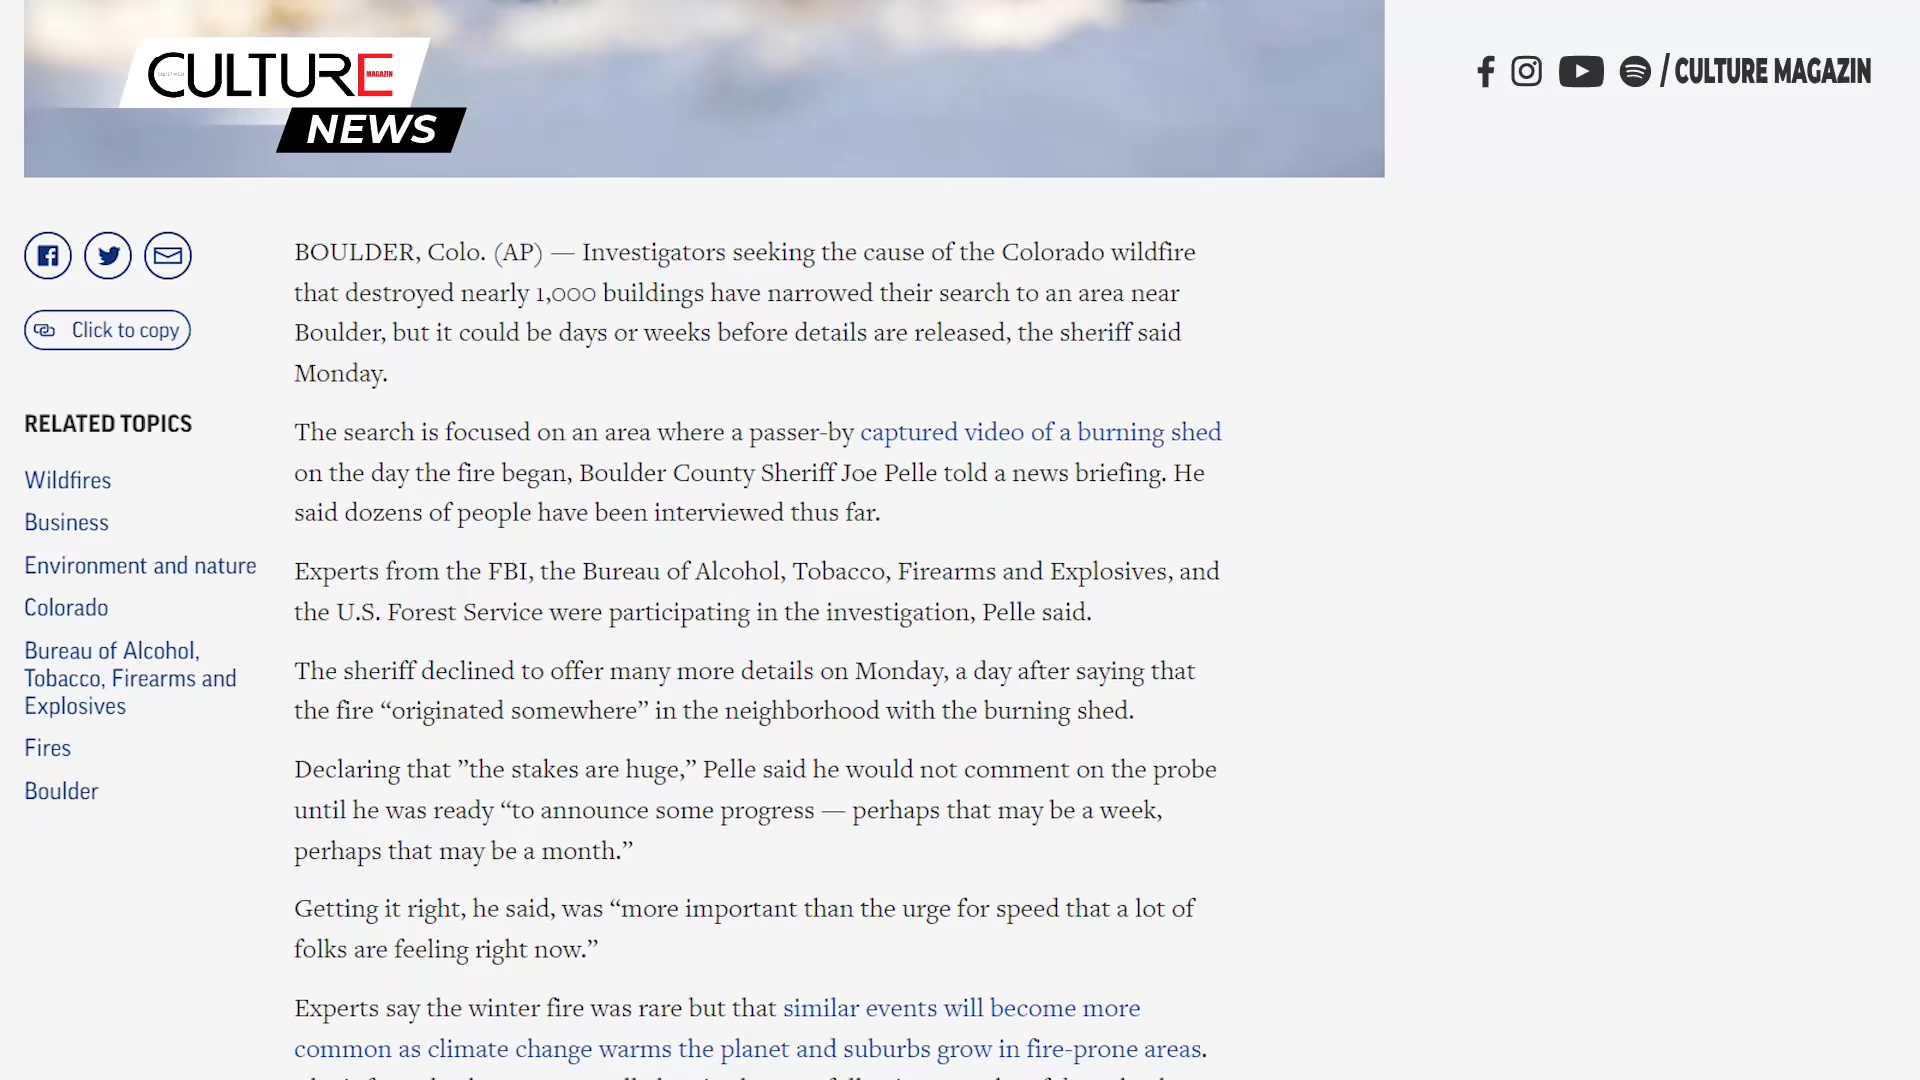 CULTURE
MAGAZIN
NEWS
/ CULTURE MAGAZIN
BOULDER, Colo. (AP) — Investigators seeking the cause of the Colorado wildfire
that destroyed nearly 1,000 buildings have narrowed their search to an area near
Boulder, but it could be days or weeks before details are released, the sheriff said
Monday.
The search is focused on an area where a passer-by captured video of a burning shed
on the day the fire began, Boulder County Sheriff Joe Pelle told a news briefing. He
said dozens of people have been interviewed thus far.
Experts from the FBI, the Bureau of Alcohol, Tobacco, Firearms and Explosives, and
the U.S. Forest Service were participating in the investigation, Pelle said.
The sheriff declined to offer many more details on Monday, a day after saying that
the fire “originated somewhere” in the neighborhood with the burning shed.
Declaring that ”the stakes are huge,” Pelle said he would not comment on the probe
until he was ready “to announce some progress — perhaps that may be a week,
perhaps that may be a month.”
Getting it right, he said, was “more important than the urge for speed that a lot of
folks are feeling right now.”
Experts say the winter fire was rare but that similar events will become more
common as climate change warms the planet and suburbs grow in fire-prone areas.
Click to copy
RELATED TOPICS
Wildfires
Business
Environment and nature
Colorado
Bureau of Alcohol,
Tobacco, Firearms and
Explosives
Fires
Boulder